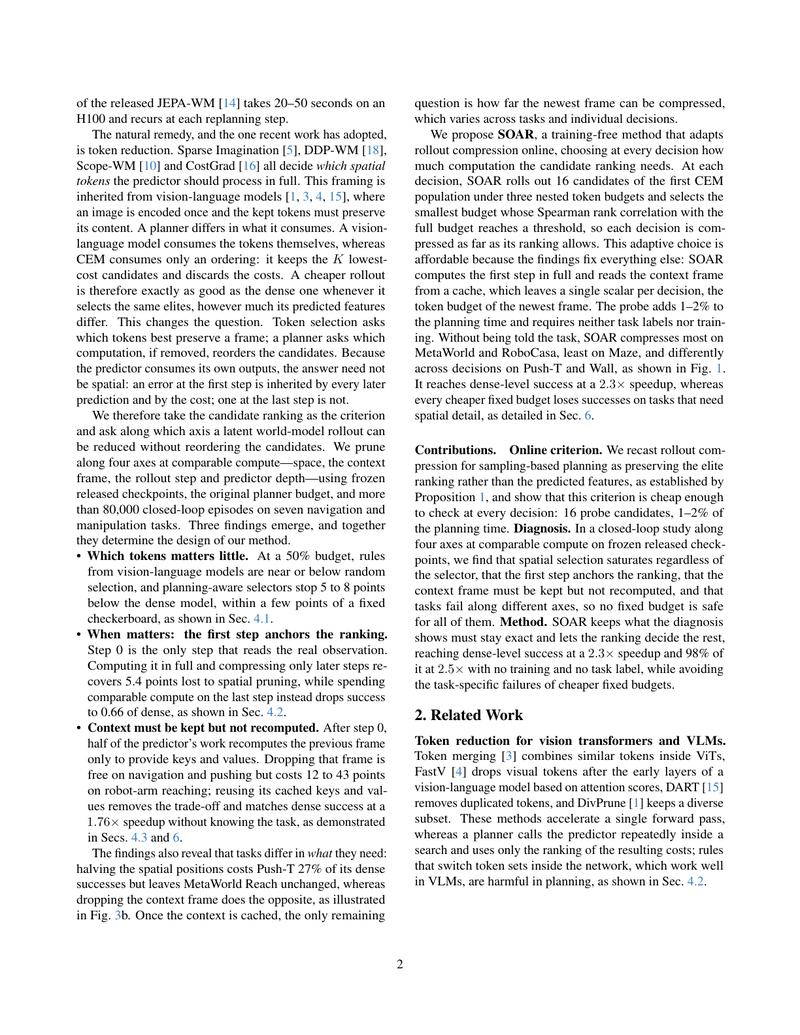 of the released JEPA-WM [14] takes 20–50 seconds on an
H100 and recurs at each replanning step.
The natural remedy, and the one recent work has adopted,
is token reduction. Sparse Imagination [5], DDP-WM [18],
Scope-WM [10] and CostGrad [16] all decide which spatial
tokens the predictor should process in full. This framing is
inherited from vision-language models [1, 3, 4, 15], where
an image is encoded once and the kept tokens must preserve
its content. A planner differs in what it consumes. A vision-
language model consumes the tokens themselves, whereas
CEM consumes only an ordering: it keeps the K lowest-
cost candidates and discards the costs. A cheaper rollout
is therefore exactly as good as the dense one whenever it
selects the same elites, however much its predicted features
differ. This changes the question. Token selection asks
which tokens best preserve a frame; a planner asks which
computation, if removed, reorders the candidates. Because
the predictor consumes its own outputs, the answer need not
be spatial: an error at the first step is inherited by every later
prediction and by the cost; one at the last step is not.
We therefore take the candidate ranking as the criterion
and ask along which axis a latent world-model rollout can
be reduced without reordering the candidates. We prune
along four axes at comparable compute—space, the context
frame, the rollout step and predictor depth—using frozen
released checkpoints, the original planner budget, and more
than 80,000 closed-loop episodes on seven navigation and
manipulation tasks. Three findings emerge, and together
they determine the design of our method.
• Which tokens matters little. At a 50% budget, rules
from vision-language models are near or below random
selection, and planning-aware selectors stop 5 to 8 points
below the dense model, within a few points of a fixed
checkerboard, as shown in Sec. 4.1.
• When matters: the first step anchors the ranking.
Step 0 is the only step that reads the real observation.
Computing it in full and compressing only later steps re-
covers 5.4 points lost to spatial pruning, while spending
comparable compute on the last step instead drops success
to 0.66 of dense, as shown in Sec. 4.2.
• Context must be kept but not recomputed. After step 0,
half of the predictor's work recomputes the previous frame
only to provide keys and values. Dropping that frame is
free on navigation and pushing but costs 12 to 43 points
on robot-arm reaching; reusing its cached keys and val-
ues removes the trade-off and matches dense success at a
1.76× speedup without knowing the task, as demonstrated
in Secs. 4.3 and 6.
The findings also reveal that tasks differ in what they need:
halving the spatial positions costs Push-T 27% of its dense
successes but leaves MetaWorld Reach unchanged, whereas
dropping the context frame does the opposite, as illustrated
in Fig. 3b. Once the context is cached, the only remaining
question is how far the newest frame can be compressed,
which varies across tasks and individual decisions.
We propose SOAR, a training-free method that adapts
rollout compression online, choosing at every decision how
much computation the candidate ranking needs. At each
decision, SOAR rolls out 16 candidates of the first CEM
population under three nested token budgets and selects the
smallest budget whose Spearman rank correlation with the
full budget reaches a threshold, so each decision is com-
pressed as far as its ranking allows. This adaptive choice is
affordable because the findings fix everything else: SOAR
computes the first step in full and reads the context frame
from a cache, which leaves a single scalar per decision, the
token budget of the newest frame. The probe adds 1–2% to
the planning time and requires neither task labels nor train-
ing. Without being told the task, SOAR compresses most on
MetaWorld and RoboCasa, least on Maze, and differently
across decisions on Push-T and Wall, as shown in Fig. 1.
It reaches dense-level success at a 2.3× speedup, whereas
every cheaper fixed budget loses successes on tasks that need
spatial detail, as detailed in Sec. 6.
Contributions. Online criterion. We recast rollout com-
pression for sampling-based planning as preserving the elite
ranking rather than the predicted features, as established by
Proposition 1, and show that this criterion is cheap enough
to check at every decision: 16 probe candidates, 1–2% of
the planning time. Diagnosis. In a closed-loop study along
four axes at comparable compute on frozen released check-
points, we find that spatial selection saturates regardless of
the selector, that the first step anchors the ranking, that the
context frame must be kept but not recomputed, and that
tasks fail along different axes, so no fixed budget is safe
for all of them. Method. SOAR keeps what the diagnosis
shows must stay exact and lets the ranking decide the rest,
reaching dense-level success at a 2.3× speedup and 98% of
it at 2.5× with no training and no task label, while avoiding
the task-specific failures of cheaper fixed budgets.
2. Related Work
Token reduction for vision transformers and VLMs.
Token merging [3] combines similar tokens inside ViTs,
FastV [4] drops visual tokens after the early layers of a
vision-language model based on attention scores, DART [15]
removes duplicated tokens, and DivPrune [1] keeps a diverse
subset. These methods accelerate a single forward pass,
whereas a planner calls the predictor repeatedly inside a
search and uses only the ranking of the resulting costs; rules
that switch token sets inside the network, which work well
in VLMs, are harmful in planning, as shown in Sec. 4.2.
2